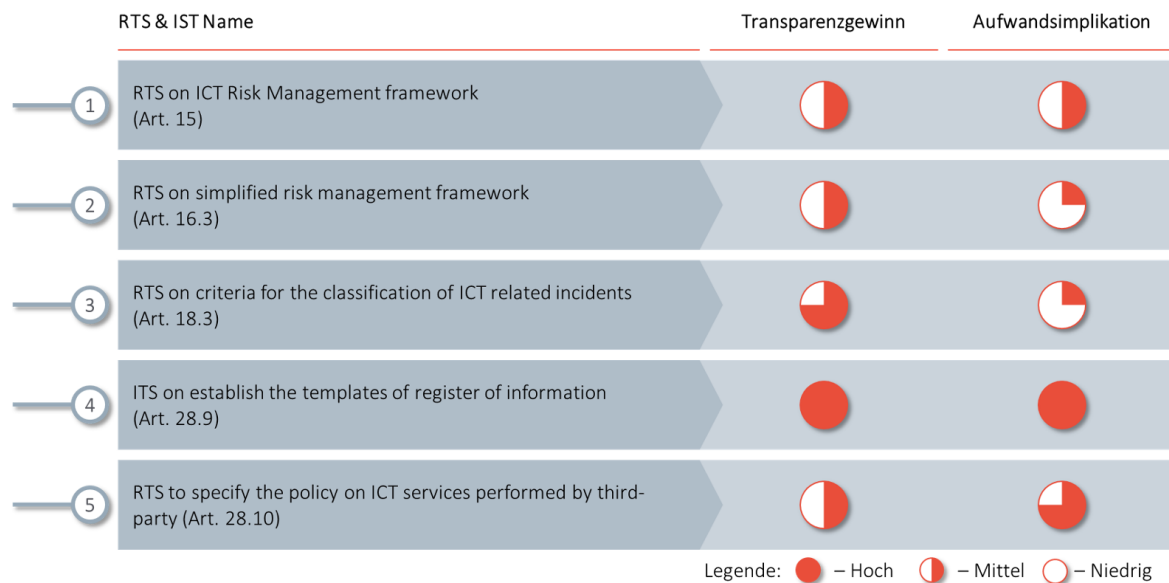 RTS & IST Name Transparenzgewinn Aufwandsimplikation
1 RTS on ICT Risk Management framework
(Art. 15)
2 RTS on simplified risk management framework
(Art. 16.3)
3 RTS on criteria for the classification of ICT related incidents
(Art. 18.3)
4 ITS on establish the templates of register of information
(Art. 28.9)
5 RTS to specify the policy on ICT services performed by third-
party (Art. 28.10)
Legende: – Hoch – Mittel – Niedrig